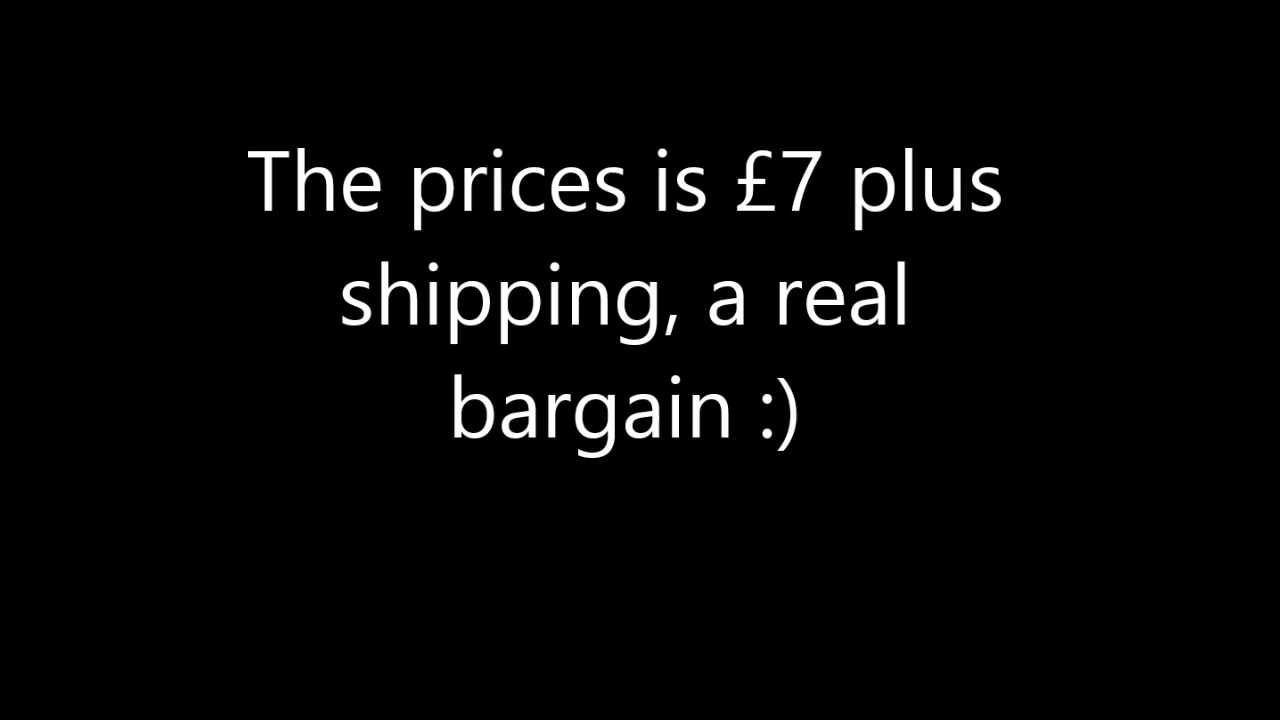 The prices is £7 plus
shipping, a real
bargain :)